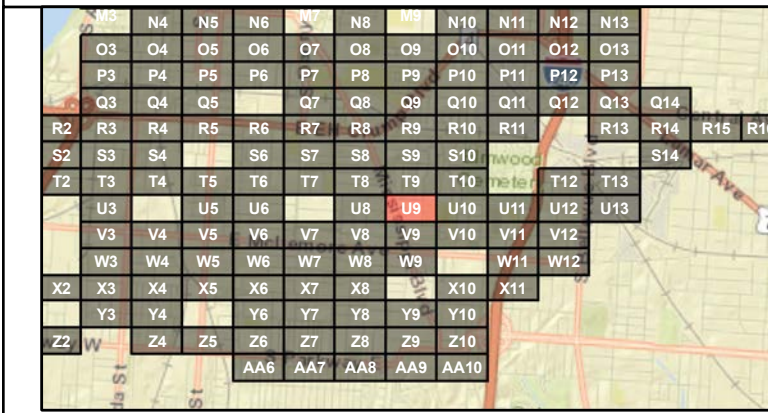 M3 N4 N5 N6 M7 N8 M9 N10 N11 N12 N13
O3 O4 O5 O6 O7 O8 O9 O10 O11 O12 O13
P3 P4 P5 P6 P7 P8 P9 P10 P11 P12 P13
Q3 Q4 Q5 Q7 Q8 Q9 Q10 Q11 Q12 Q13 Q14
R2 R3 R4 R5 R6 R7 R8 R9 R10 R11 R13 R14 R15
S2 S3 S4 S6 S7 S8 S9 S10 S14
T2 T3 T4 T5 T6 T7 T8 T9 T10 T12 T13
U3 U5 U6 U8 U9 U10 U11 U12 U13
V3 V4 V5 V6 V7 V8 V9 V10 V11 V12
W3 W4 W5 W6 W7 W8 W9 W11 W12
X2 X3 X4 X5 X6 X7 X8 X10 X11
Y3 Y4 Y6 Y7 Y8 Y9 Y10
Z2 Z4 Z5 Z6 Z7 Z8 Z9 Z10
AA6 AA7 AA8 AA9 AA10
E McLemore Ave
Blvd
St
St